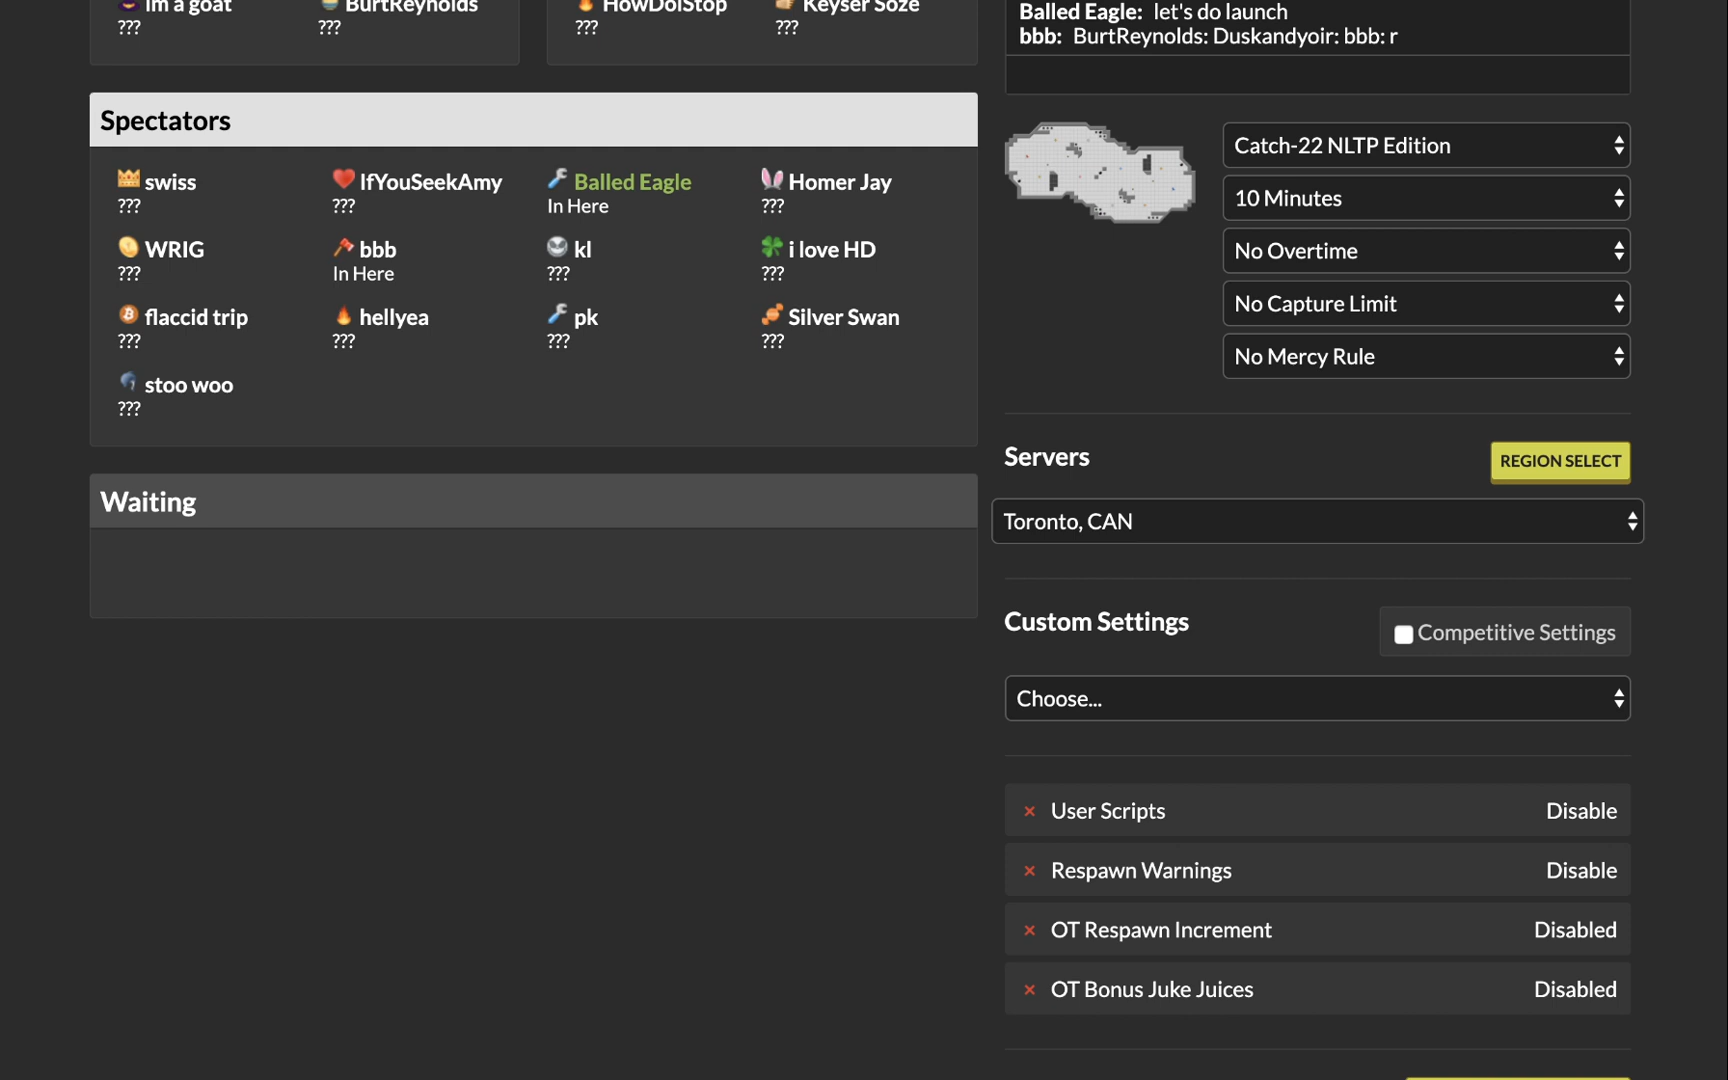 im a goat
BurtReynolds
HowDoIStop
Keyser Soze
???
???
???
???
Balled Eagle: let's do launch
bbb: BurtReynolds: Duskandyoir: bbb: r
Spectators
swiss
IfYouSeekAmy
Balled Eagle
Homer Jay
???
???
In Here
???
WRIG
bbb
kl
i love HD
???
In Here
???
???
flaccid trip
hellyea
pk
Silver Swan
???
???
???
???
stoo woo
???
Waiting
Catch-22 NLTP Edition
10 Minutes
No Overtime
No Capture Limit
No Mercy Rule
Servers
REGION SELECT
Toronto, CAN
Custom Settings
Competitive Settings
Choose...
User Scripts
Disable
Respawn Warnings
Disable
OT Respawn Increment
Disabled
OT Bonus Juke Juices
Disabled